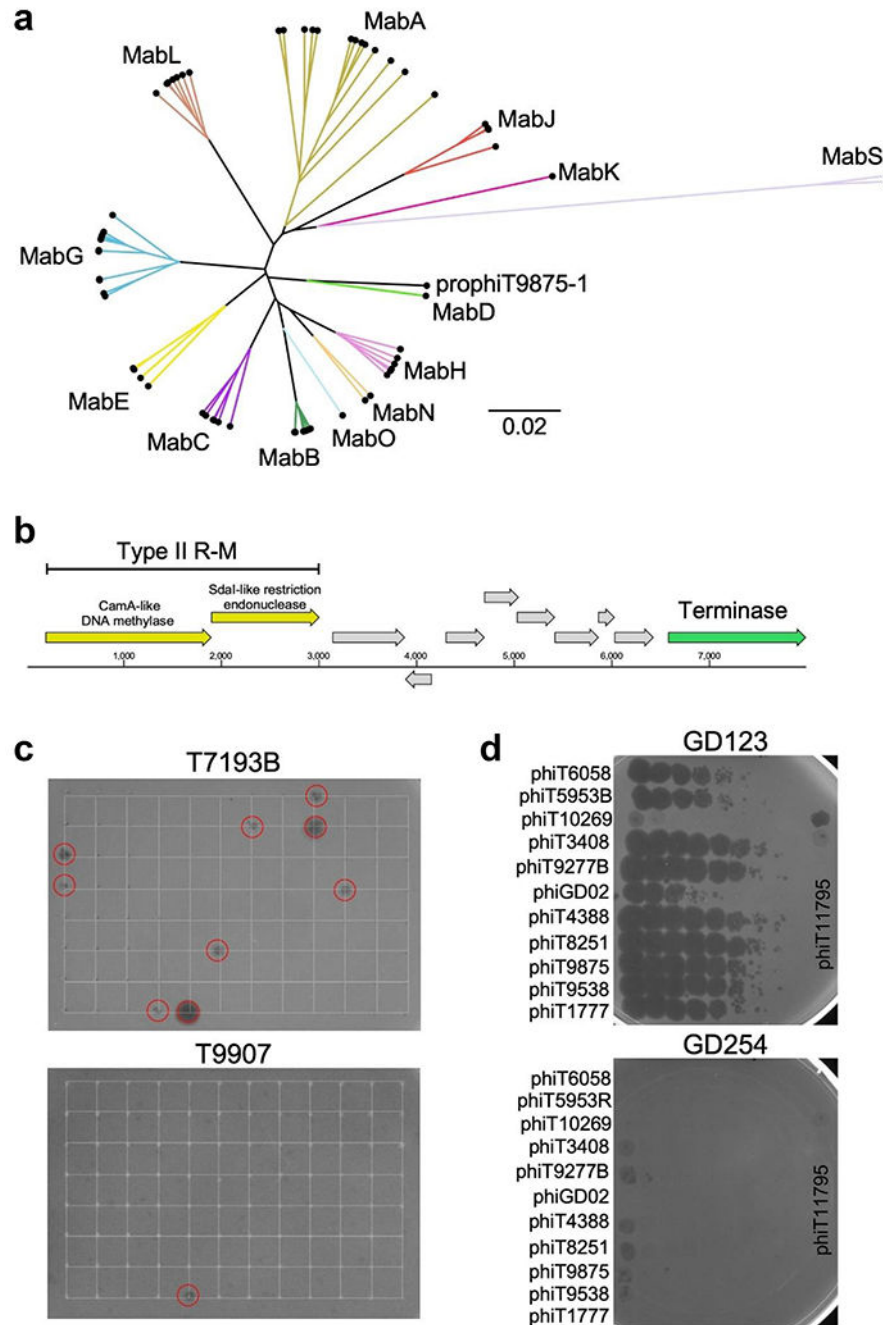 a
MabL
MabA
MabJ
MabS
MabK
MabG
prophiT9875-1
MabD
MabH
MabE
MabN
MabC
MabO
MabB
0.02
b
Type II R-M
CamA-like
DNA methylase
SdaI-like restriction
endonuclease
Terminase
1,000
2,000
3,000
4,000
5,000
6,000
7,000
c
T7193B
T9907
d
GD123
phiT6058
phiT5953B
phiT10269
phiT3408
phiT9277B
phiGD02
phiT4388
phiT8251
phiT9875
phiT9538
phiT1777
phiT11795
GD254
phiT6058
phiT5953R
phiT10269
phiT3408
phiT9277B
phiGD02
phiT4388
phiT8251
phiT9875
phiT9538
phiT1777
phiT11795